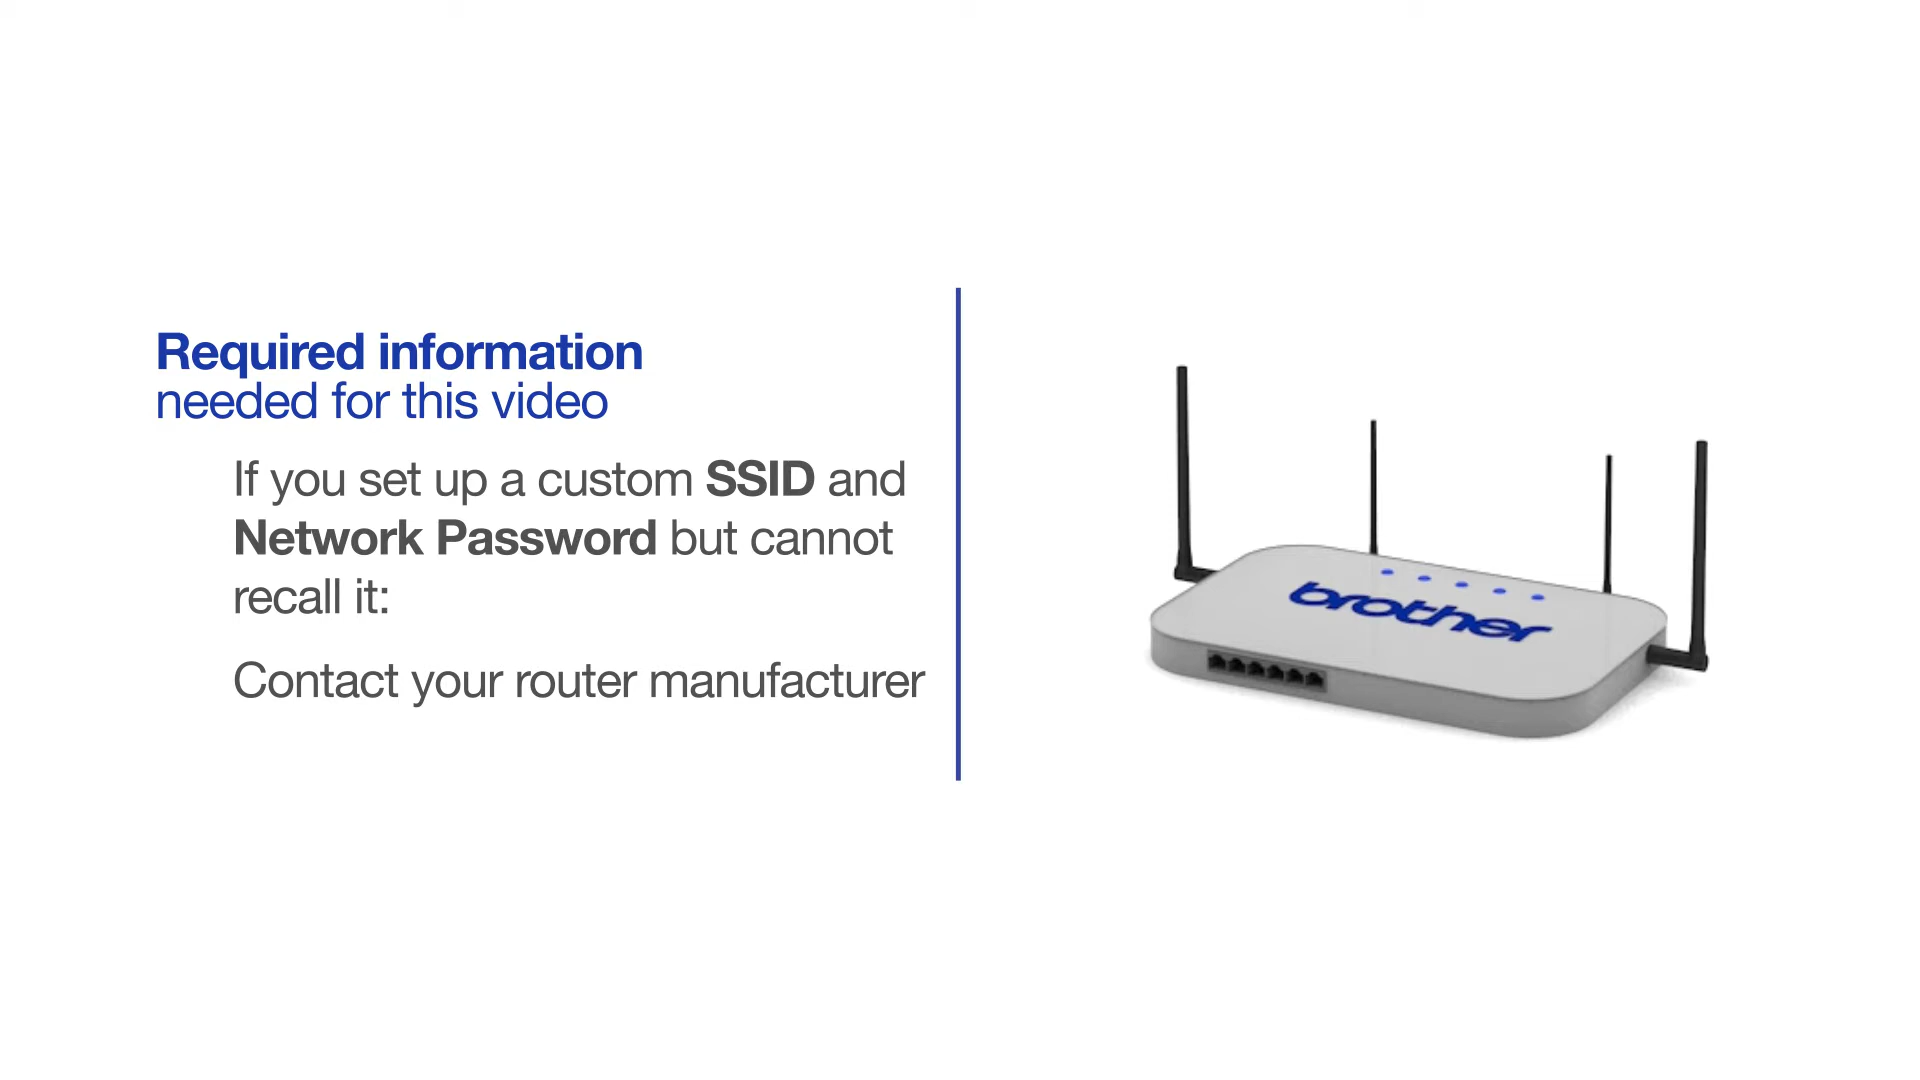 Required information
needed for this video
If you set up a custom SSID and
Network Password but cannot
recall it:
Contact your router manufacturer
brother